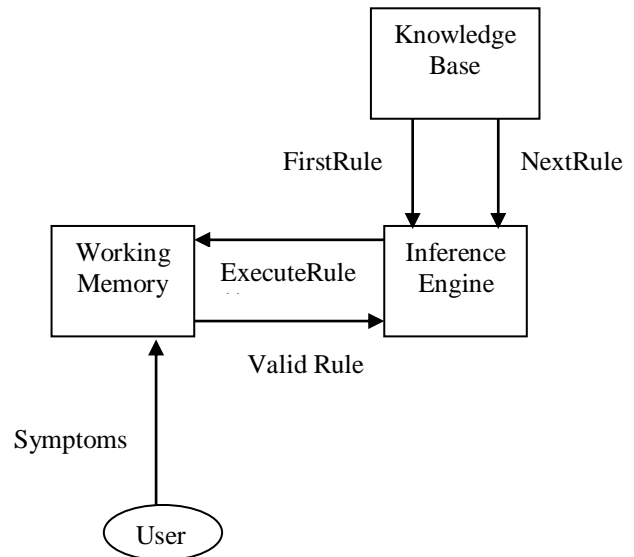 Knowledge
Base
FirstRule
NextRule
Working
Memory
Inference
Engine
ExecuteRule
Valid Rule
Symptoms
User